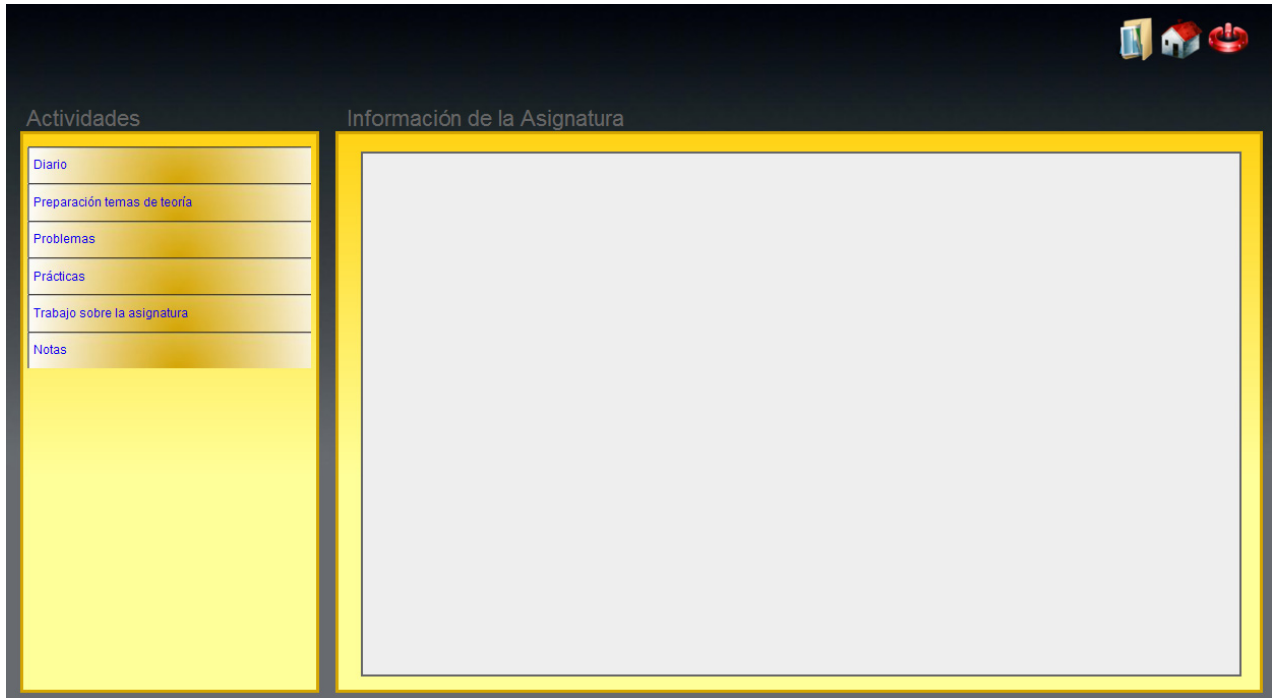 Actividades
Información de la Asignatura
Diario
Preparación temas de teoría
Problemas
Prácticas
Trabajo sobre la asignatura
Notas